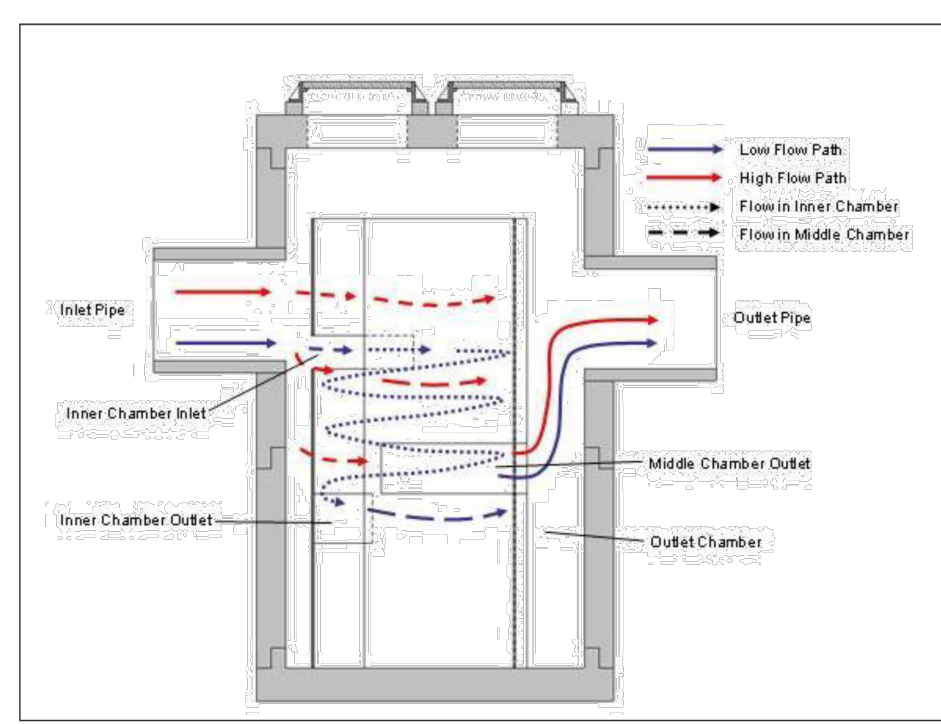 Low Flow Path
High Flow Path
Flow in Inner Chamber
Flow in Middle Chamber
Inlet Pipe
Outlet Pipe
Inner Chamber Inlet
Middle Chamber Outlet
Inner Chamber Outlet
Outlet Chamber